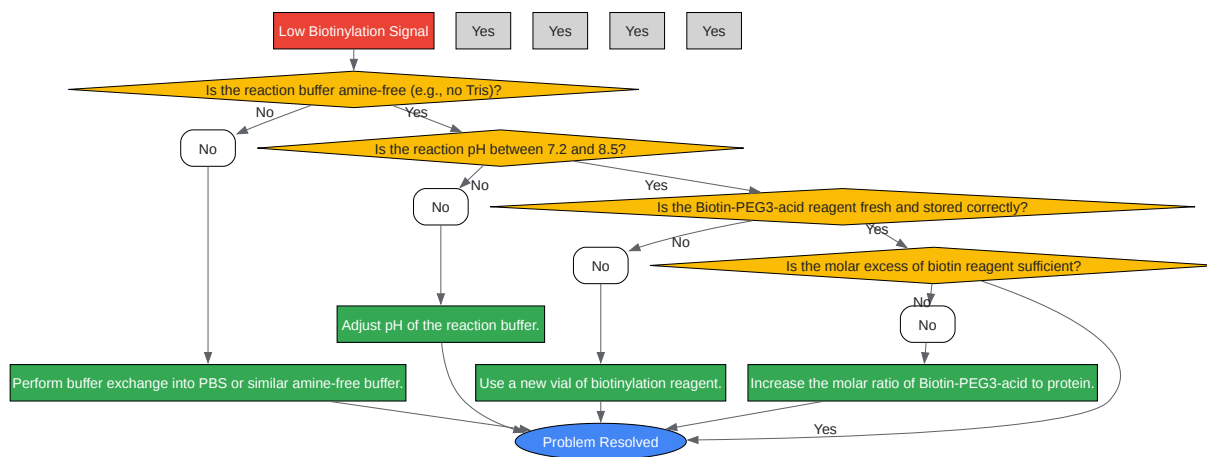 Low Biotinylation Signal
Yes
Yes
Yes
Yes
Is the reaction buffer amine-free (e.g., no Tris)?
No
Yes
No
Is the reaction pH between 7.2 and 8.5?
No
Yes
No
Is the Biotin-PEG3-acid reagent fresh and stored correctly?
No
Yes
No
Is the molar excess of biotin reagent sufficient?
No
No
Adjust pH of the reaction buffer.
Perform buffer exchange into PBS or similar amine-free buffer.
Use a new vial of biotinylation reagent.
Increase the molar ratio of Biotin-PEG3-acid to protein.
Yes
Problem Resolved